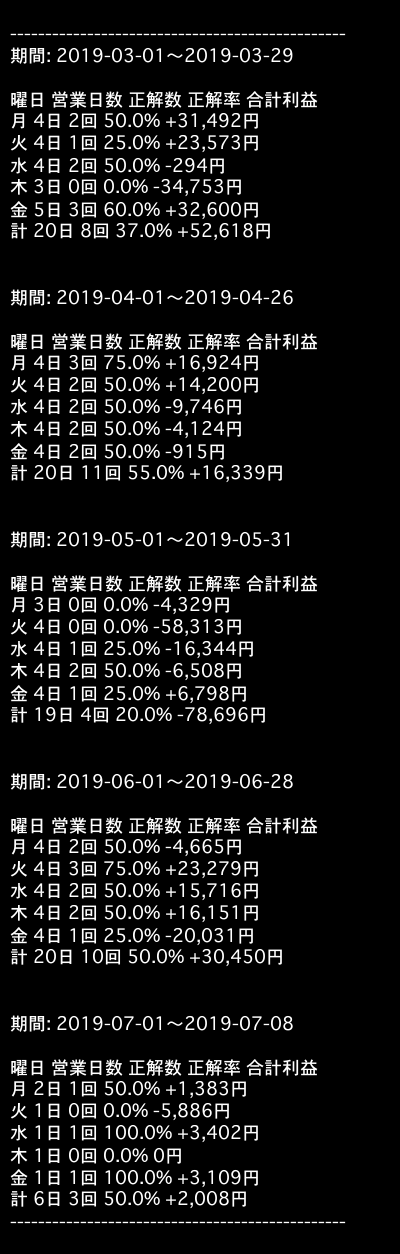 ------------------------------------------------
期間: 2019-03-01～2019-03-29
曜日 営業日数 正解数 正解率 合計利益
月 4日 2回 50.0% +31,492円
火 4日 1回 25.0% +23,573円
水 4日 2回 50.0% -294円
木 3日 0回 0.0% -34,753円
金 5日 3回 60.0% +32,600円
計 20日 8回 37.0% +52,618円
期間: 2019-04-01～2019-04-26
曜日 営業日数 正解数 正解率 合計利益
月 4日 3回 75.0% +16,924円
火 4日 2回 50.0% +14,200円
水 4日 2回 50.0% -9,746円
木 4日 2回 50.0% -4,124円
金 4日 2回 50.0% -915円
計 20日 11回 55.0% +16,339円
期間: 2019-05-01～2019-05-31
曜日 営業日数 正解数 正解率 合計利益
月 3日 0回 0.0% -4,329円
火 4日 0回 0.0% -58,313円
水 4日 1回 25.0% -16,344円
木 4日 2回 50.0% -6,508円
金 4日 1回 25.0% +6,798円
計 19日 4回 20.0% -78,696円
期間: 2019-06-01～2019-06-28
曜日 営業日数 正解数 正解率 合計利益
月 4日 2回 50.0% -4,665円
火 4日 3回 75.0% +23,279円
水 4日 2回 50.0% +15,716円
木 4日 2回 50.0% +16,151円
金 4日 1回 25.0% -20,031円
計 20日 10回 50.0% +30,450円
期間: 2019-07-01～2019-07-08
曜日 営業日数 正解数 正解率 合計利益
月 2日 1回 50.0% +1,383円
火 1日 0回 0.0% -5,886円
水 1日 1回 100.0% +3,402円
木 1日 0回 0.0% 0円
金 1日 1回 100.0% +3,109円
計 6日 3回 50.0% +2,008円
------------------------------------------------